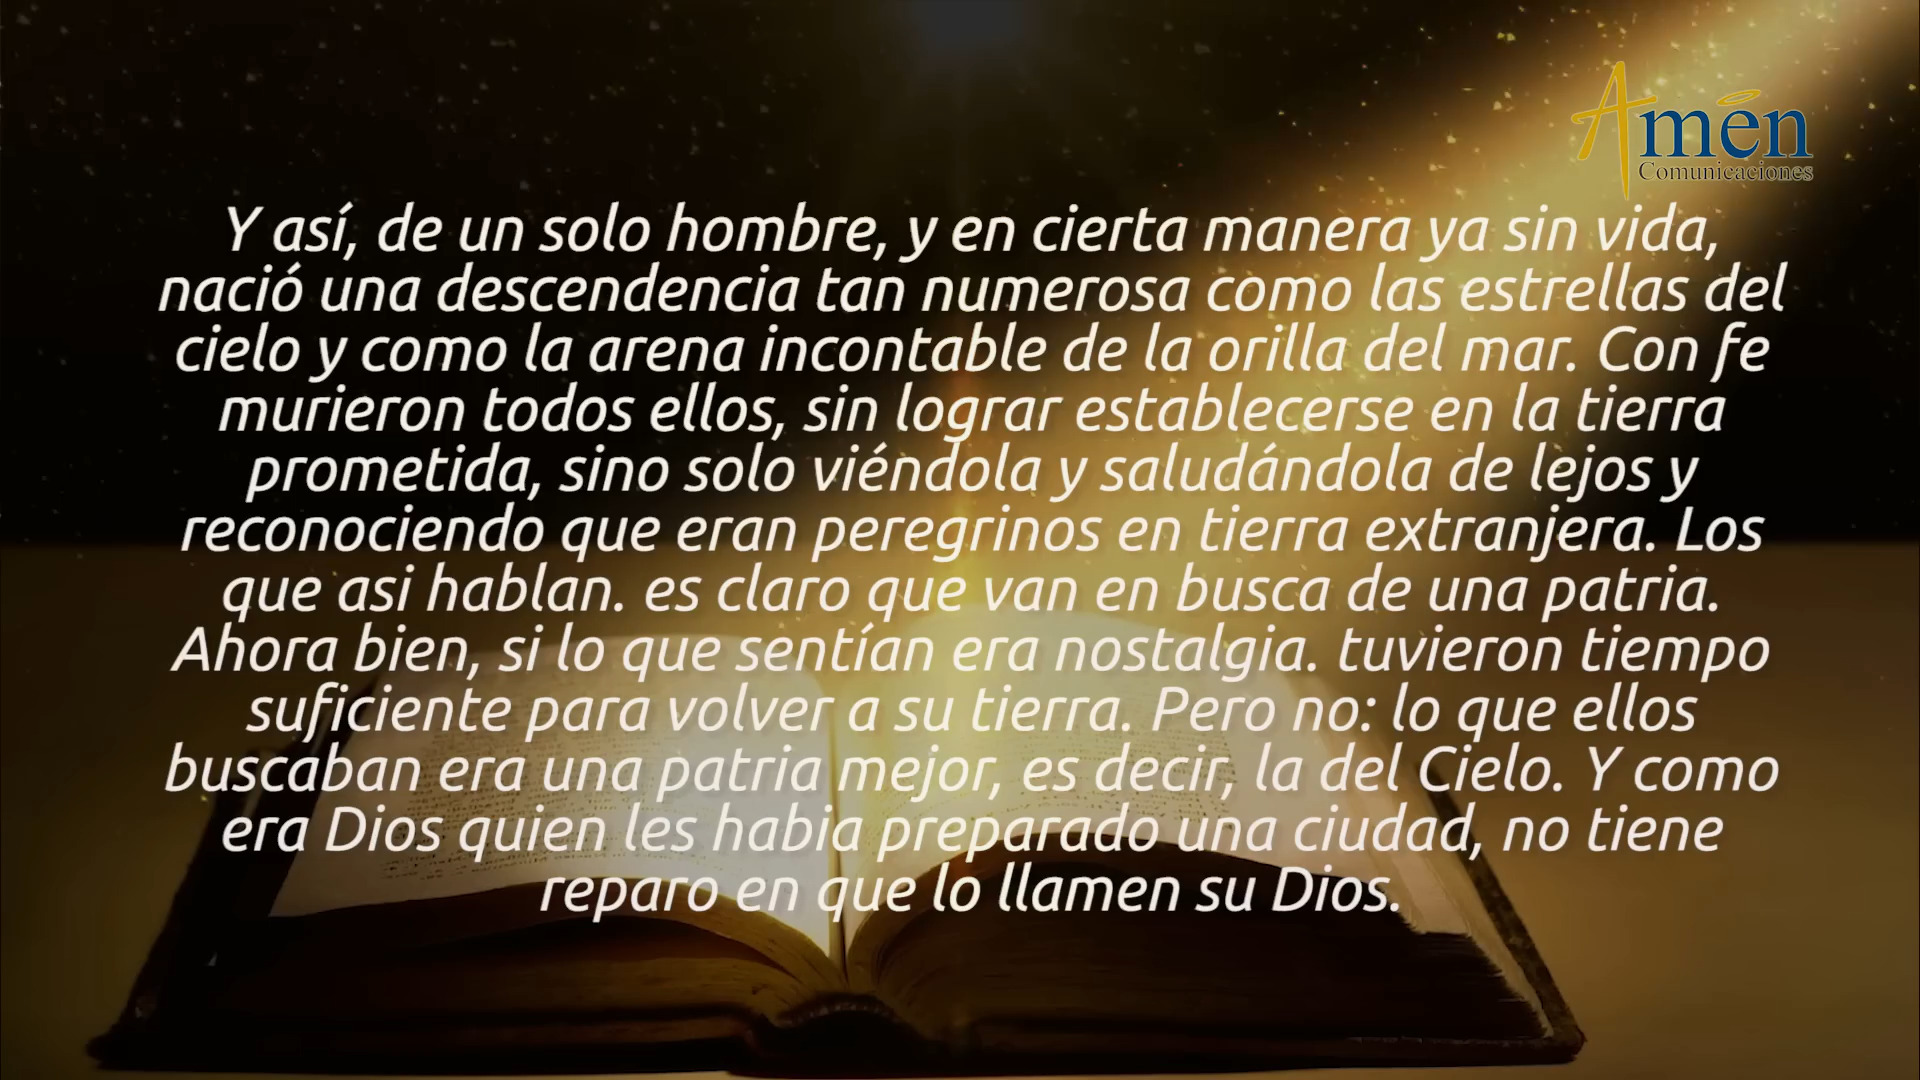 Amén
Comunicaciones
Y así, de un solo hombre, y en cierta manera ya sin vida,
nació una descendencia tan numerosa como las estrellas del
cielo y como la arena incontable de la orilla del mar. Con fe
murieron todos ellos, sin lograr establecerse en la tierra
prometida, sino solo viéndola y saludándola de lejos y
reconociendo que eran peregrinos en tierra extranjera. Los
que asi hablan. es claro que van en busca de una patria.
Ahora bien, si lo que sentían era nostalgia. tuvieron tiempo
suficiente para volver a su tierra. Pero no: lo que ellos
buscaban era una patria mejor, es decir, la del Cielo. Y como
era Dios quien les habia preparado una ciudad, no tiene
reparo en que lo llamen su Dios.